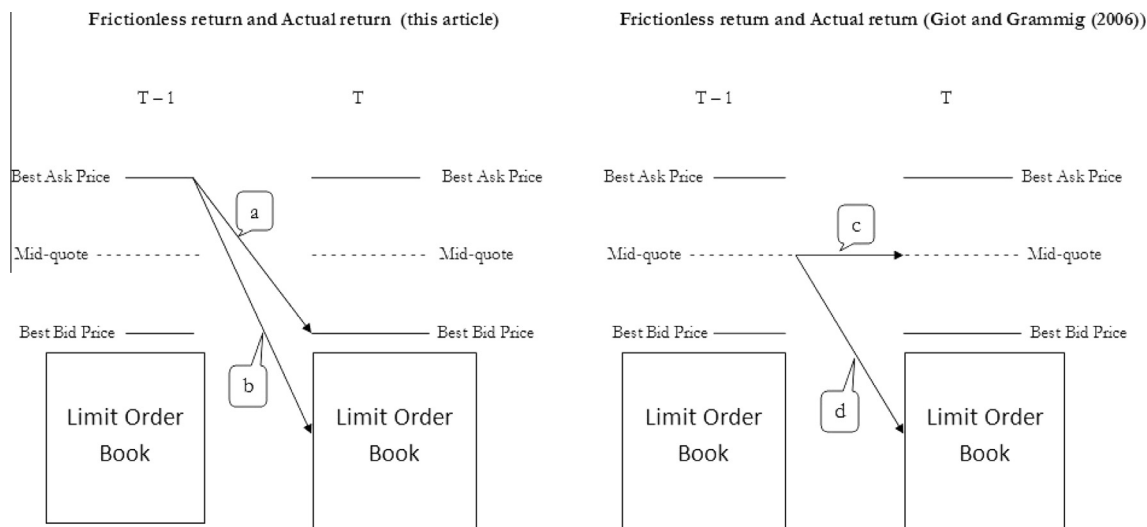 Frictionless return and Actual return (this article)
T – 1
T
Best Ask Price
Best Ask Price
a
Mid-quote
Mid-quote
Best Bid Price
Best Bid Price
b
Limit Order
Book
Limit Order
Book
Frictionless return and Actual return (Giot and Grammig (2006))
T – 1
T
Best Ask Price
Best Ask Price
c
Mid-quote
Mid-quote
Best Bid Price
Best Bid Price
d
Limit Order
Book
Limit Order
Book